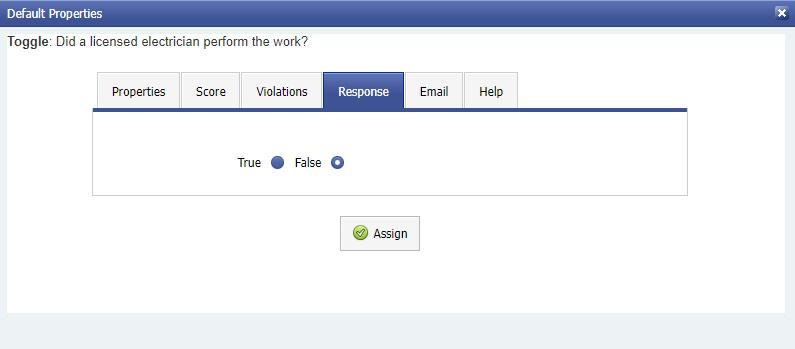 Default Properties
Toggle: Did a licensed electrician perform the work?
Properties Score Violations Response Email Help
True False
Assign